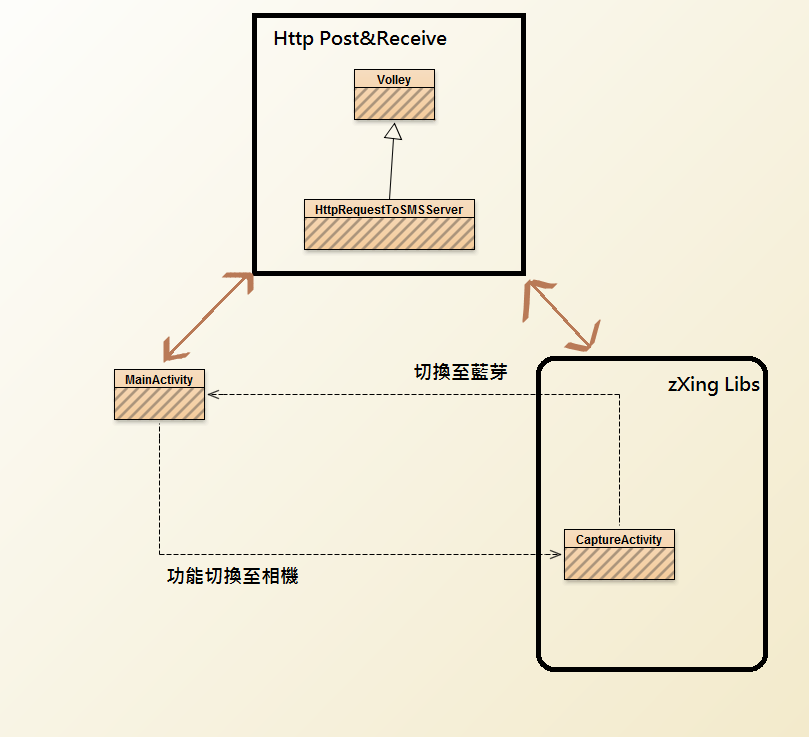 Http Post&Receive
Volley
HttpRequestToSMSServer
MainActivity
切換至藍芽
zXing Libs
CaptureActivity
功能切換至相機